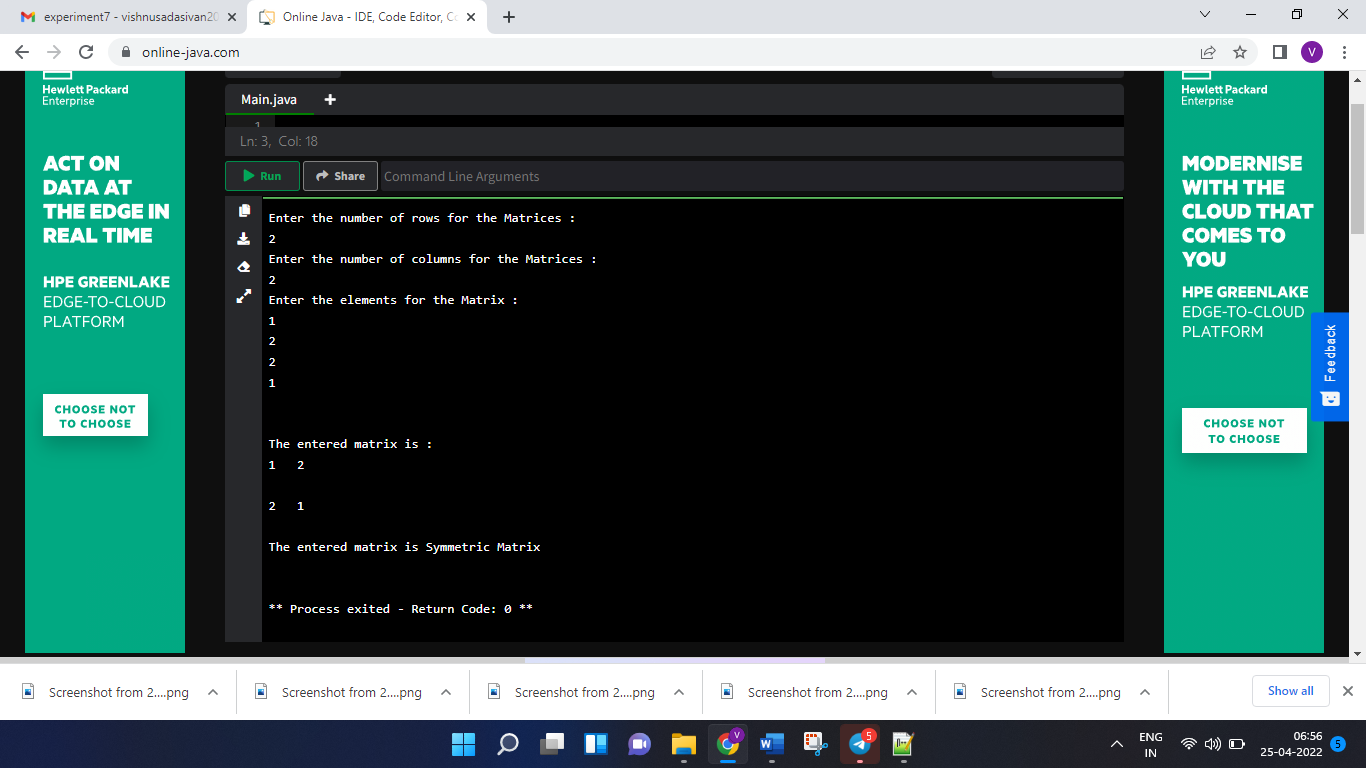 experiment7 - vishnusadasivan20
Online Java - IDE, Code Editor, Co
online-java.com
V
Hewlett Packard
Enterprise
ACT ON
DATA AT
THE EDGE IN
REAL TIME
HPE GREENLAKE
EDGE-TO-CLOUD
PLATFORM
CHOOSE NOT
TO CHOOSE
Main.java
1
Ln: 3, Col: 18
Run
Share
Command Line Arguments
Enter the number of rows for the Matrices :
2
Enter the number of columns for the Matrices :
2
Enter the elements for the Matrix :
1
2
2
1
The entered matrix is :
1 2
2 1
The entered matrix is Symmetric Matrix
** Process exited - Return Code: 0 **
Hewlett Packard
Enterprise
MODERNISE
WITH THE
CLOUD THAT
COMES TO
YOU
HPE GREENLAKE
EDGE-TO-CLOUD
PLATFORM
CHOOSE NOT
TO CHOOSE
Feedback
Screenshot from 2....png
Screenshot from 2....png
Screenshot from 2....png
Screenshot from 2....png
Screenshot from 2....png
Show all
V
5
ENG
IN
06:56
25-04-2022
5